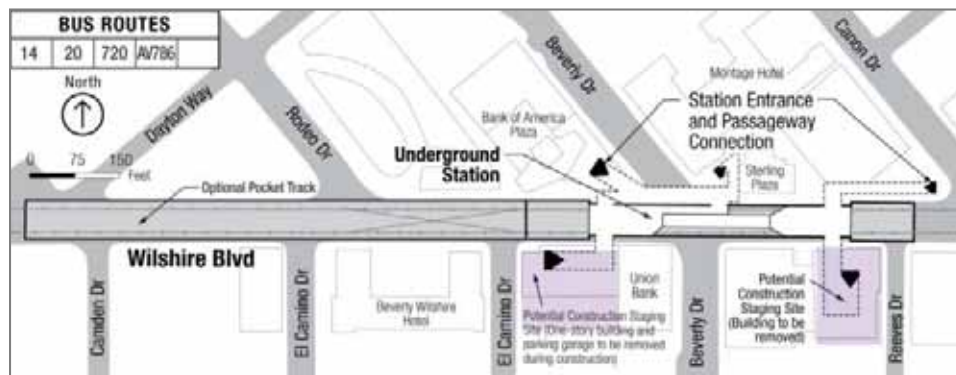 BUS ROUTES
14 20 720 AV786
North
0 75 150
Feet
Dayton Way
Rodeo Dr
Beverly Dr
Canon Dr
Montage Hotel
Bank of America
Plaza
Station Entrance
and Passageway
Connection
Underground
Station
Sterling
Plaza
Optional Pocket Track
Wilshire Blvd
Camden Dr
El Camino Dr
Beverly Wilshire
Hotel
El Camino Dr
Union
Bank
Potential Construction Staging
Site (One-story building and
parking garage to be removed
during construction)
Beverly Dr
Potential
Construction
Staging Site
(Building to be
removed)
Reeves Dr